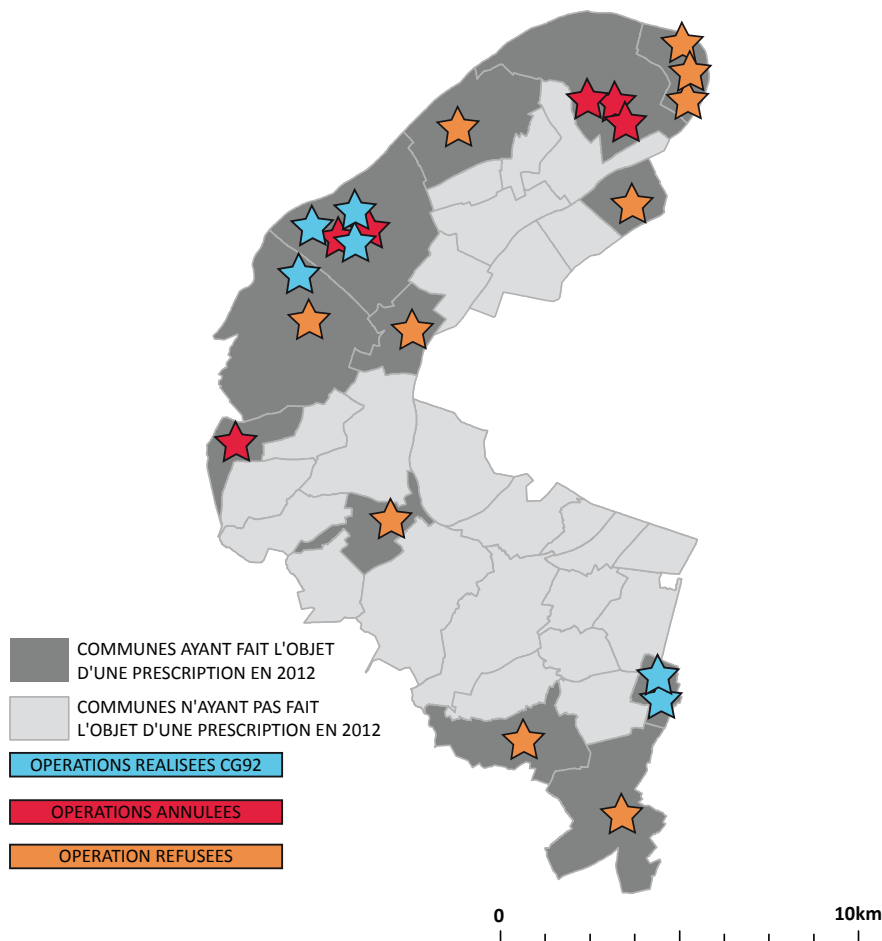 COMMUNES AYANT FAIT L'OBJET
D'UNE PRESCRIPTION EN 2012
COMMUNES N'AYANT PAS FAIT
L'OBJET D'UNE PRESCRIPTION EN 2012
OPERATIONS REALISEES CG92
OPERATIONS ANNULEES
OPERATION REFUSEES
0 10km